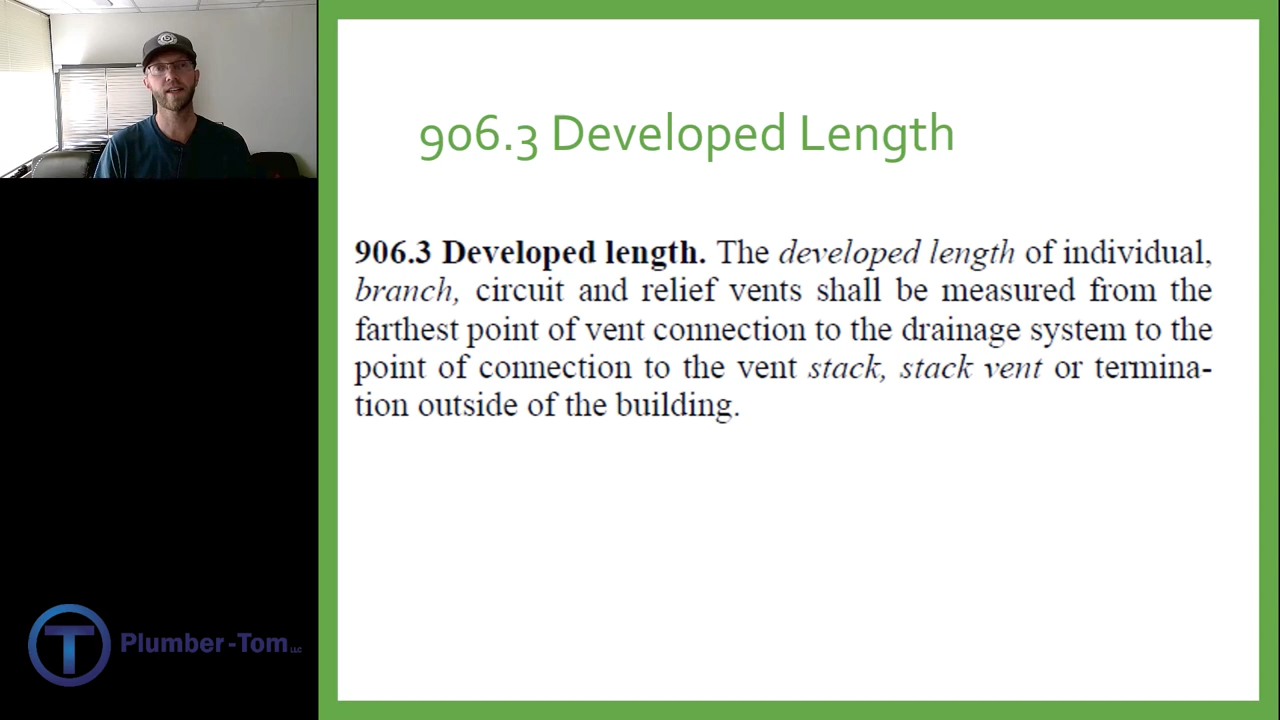 906.3 Developed Length
906.3 Developed length. The developed length of individual,
branch, circuit and relief vents shall be measured from the
farthest point of vent connection to the drainage system to the
point of connection to the vent stack, stack vent or termina-
tion outside of the building.
T Plumber-Tom LLC